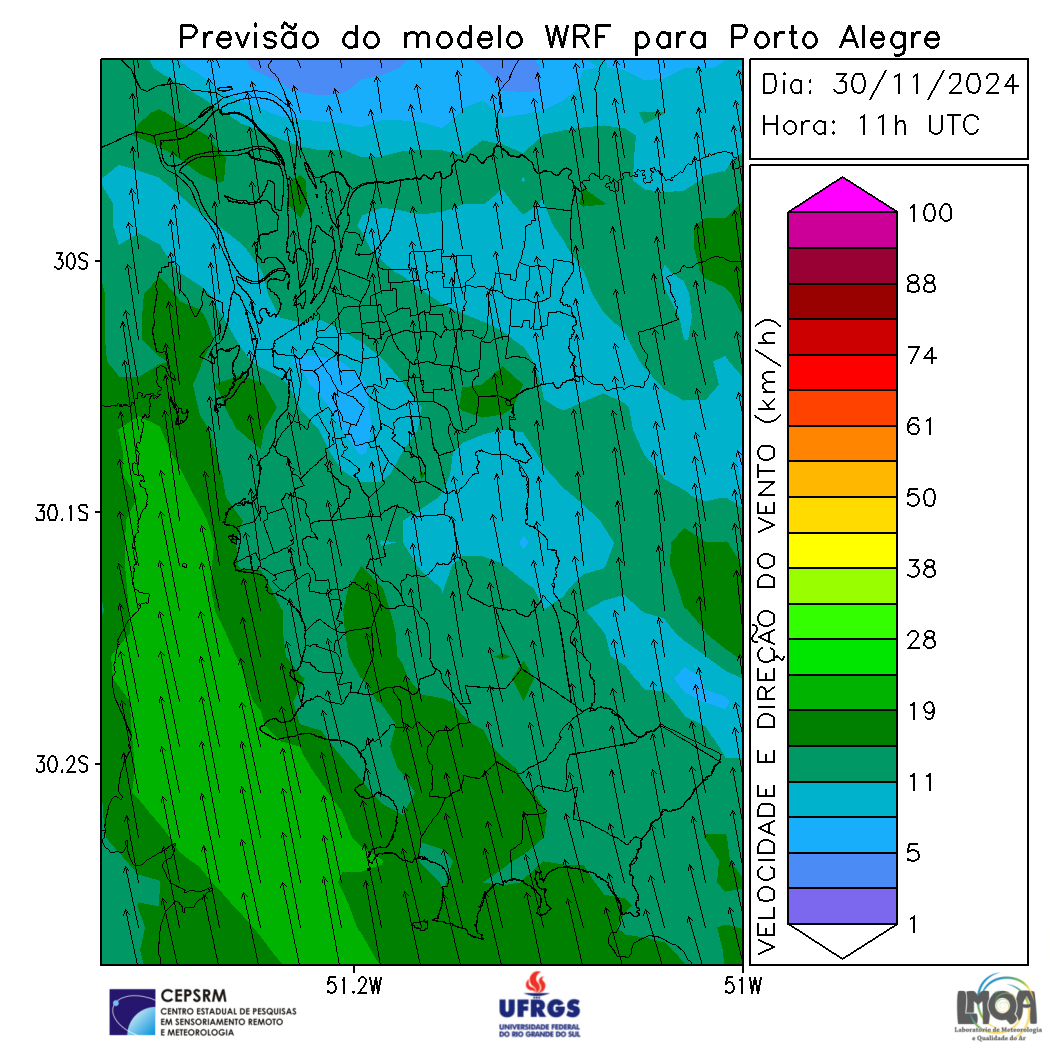 Previsão do modelo WRF para Porto Alegre
Dia: 30/11/2024
Hora: 11h UTC
30S
30.1S
30.2S
51.2W
51W
VELOCIDADE E DIREÇÃO DO VENTO (km/h)
100
88
74
61
50
38
28
19
11
5
1
CEPSRM
CENTRO ESTADUAL DE PESQUISAS
EM SENSORIAMENTO REMOTO
E METEOROLOGIA
UFRGS
UNIVERSIDADE FEDERAL
DO RIO GRANDE DO SUL
LMQA
Laboratório de Meteorologia
e Qualidade do Ar